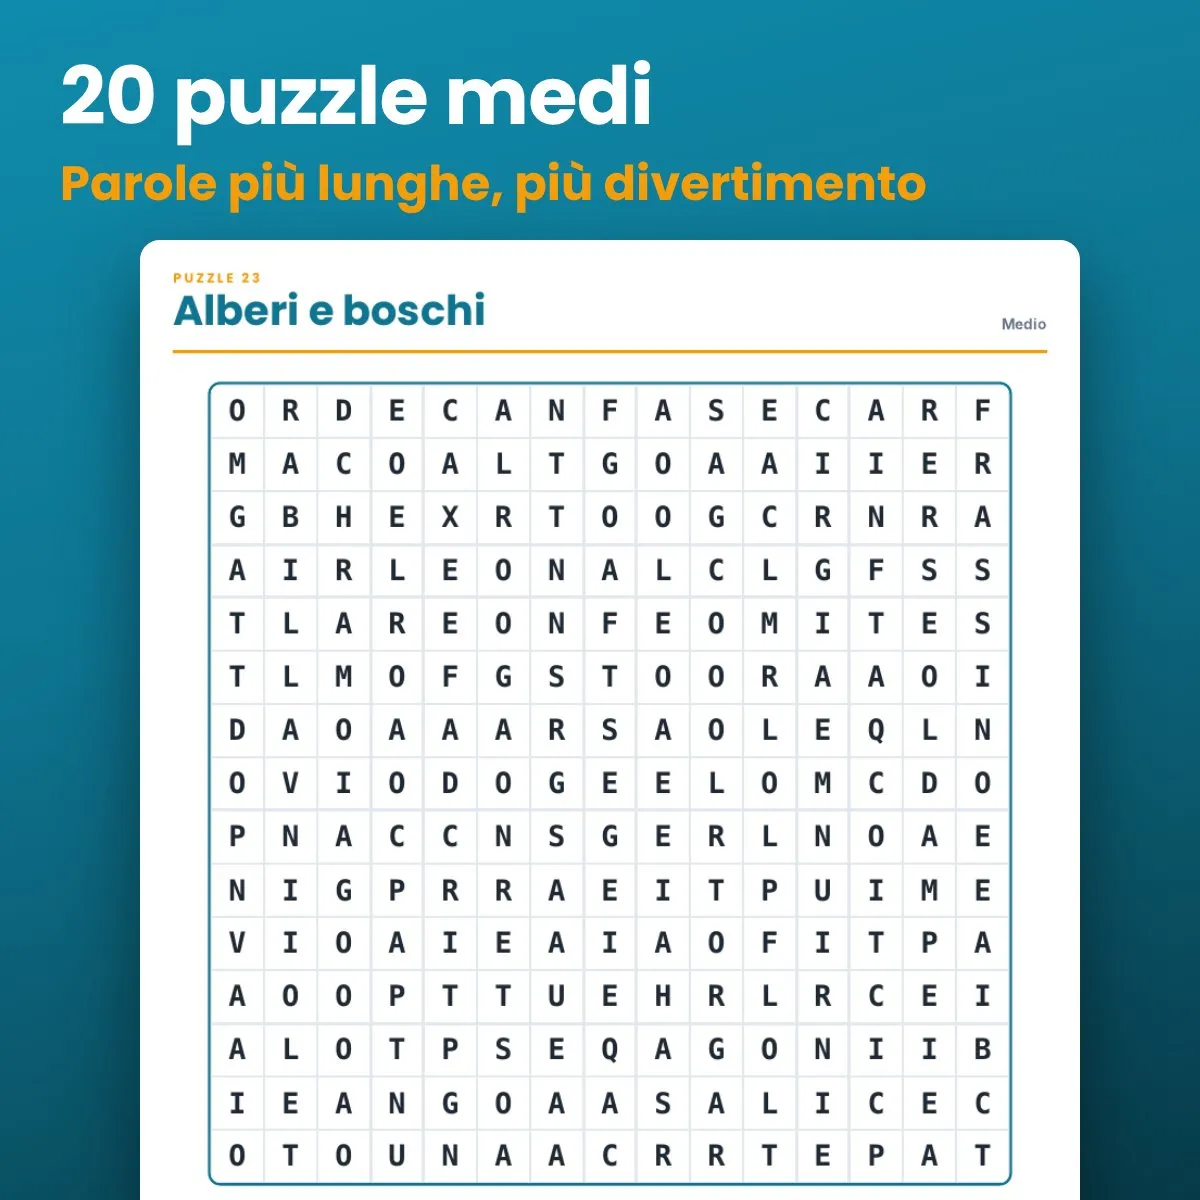 20 puzzle medi
Parole più lunghe, più divertimento
PUZZLE 23
Alberi e boschi
Medio
O R D E C A N F A S E C A R F
M A C O A L T G O A A I I E R
G B H E X R T O O G C R N R A
A I R L E O N A L C L G F S S
T L A R E O N F E O M I T E S
T L M O F G S T O O R A A O I
D A O A A A R S A O L E Q L N
O V I O D O G E E L O M C D O
P N A C C N S G E R L N O A E
N I G P R R A E I T P U I M E
V I O A I E A I A O F I T P A
A O O P T T U E H R L R C E I
A L O T P S E Q A G O N I I B
I E A N G O A A S A L I C E C
O T O U N A A C R R T E P A T